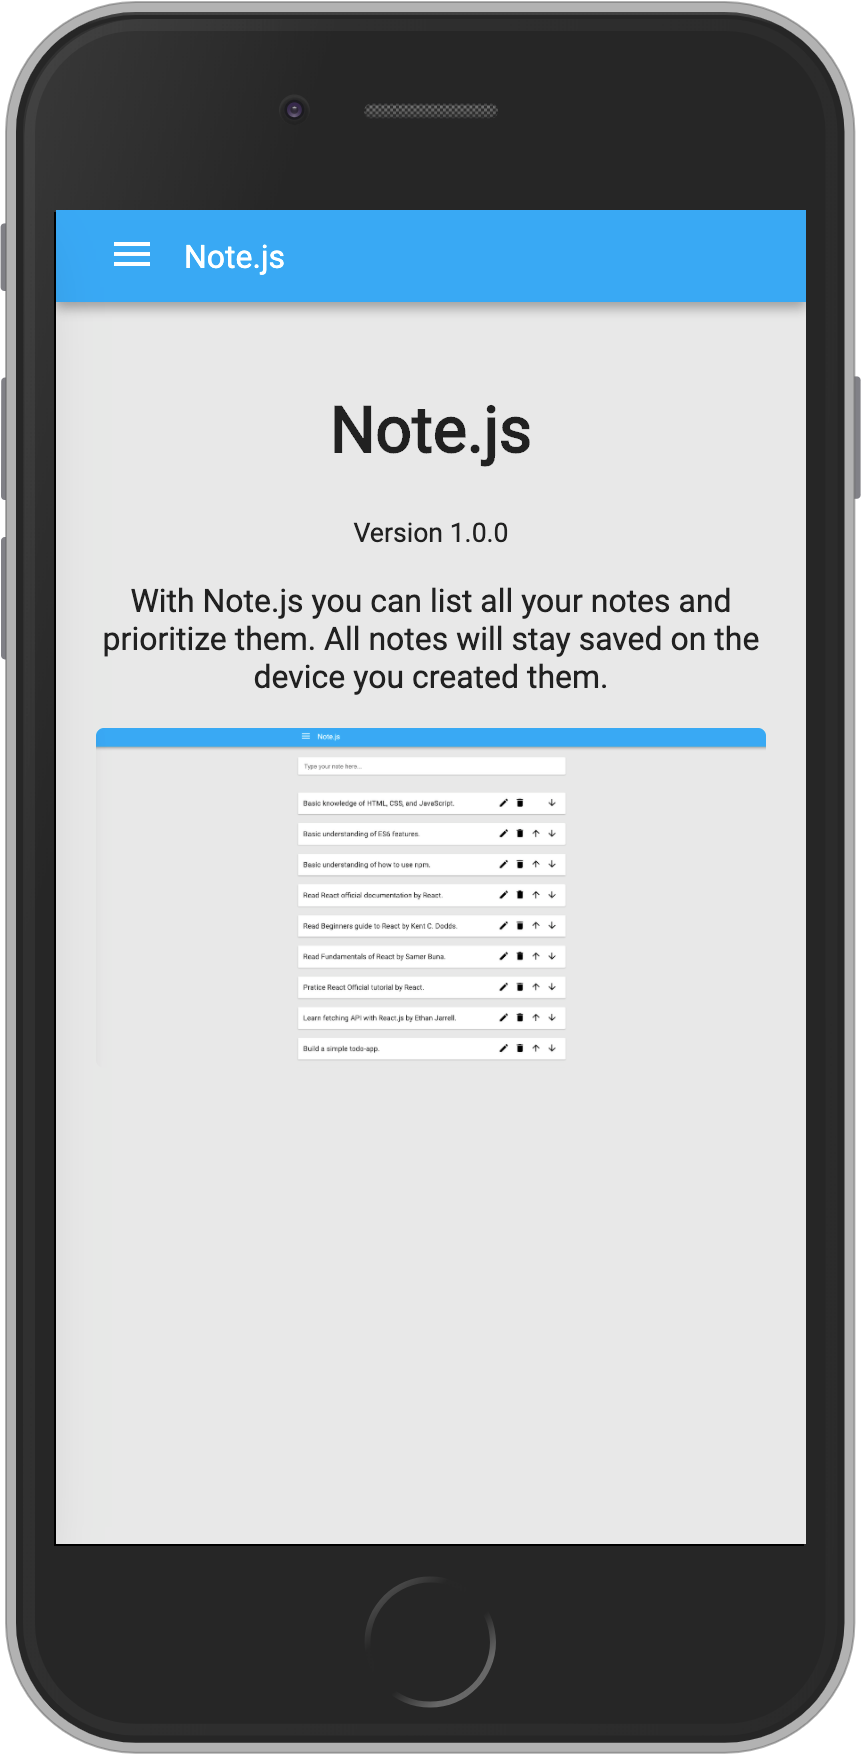 Note.js
Note.js
Version 1.0.0
With Note.js you can list all your notes and
prioritize them. All notes will stay saved on the
device you created them.
Note.js
Type your note here...
Basic knowledge of HTML, CSS, and JavaScript.
Basic understanding of ES6 features.
Basic understanding of how to use npm.
Read React official documentation by React.
Read Beginners guide to React by Kent C. Dodds.
Read Fundamentals of React by Samer Buna.
Pratice React Official tutorial by React.
Learn fetching API with React.js by Ethan Jarrell.
Build a simple todo-app.